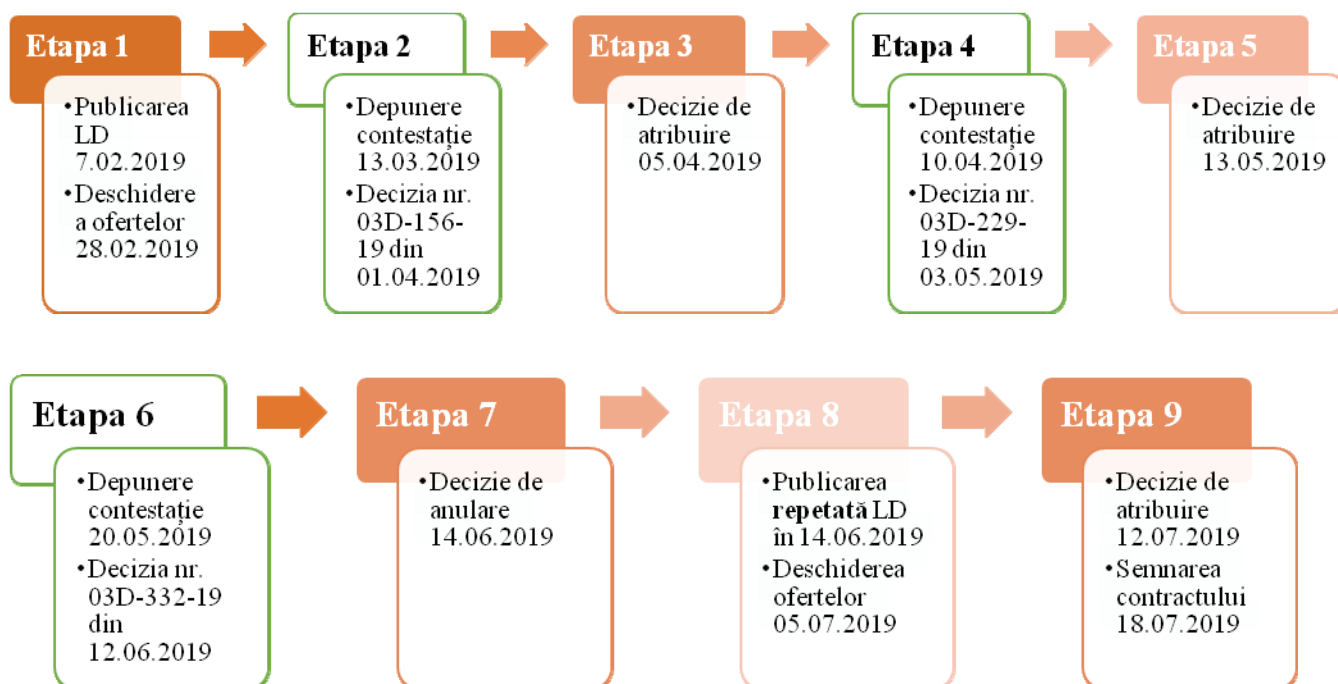 Etapa 1
•Publicarea
LD
7.02.2019
•Deschidere
a ofertelor
28.02.2019
Etapa 2
•Depunere
contestație
13.03.2019
•Decizia nr.
03D-156-
19 din
01.04.2019
Etapa 3
•Decizie de
atribuire
05.04.2019
Etapa 4
•Depunere
contestație
10.04.2019
•Decizia nr.
03D-229-
19 din
03.05.2019
Etapa 5
•Decizie de
atribuire
13.05.2019
Etapa 6
•Depunere
contestație
20.05.2019
•Decizia nr.
03D-332-19
din
12.06.2019
Etapa 7
•Decizie de
anulare
14.06.2019
Etapa 8
•Publicarea
repetată LD
în 14.06.2019
•Deschiderea
ofertelor
05.07.2019
Etapa 9
•Decizie de
atribuire
12.07.2019
•Semnarea
contractului
18.07.2019